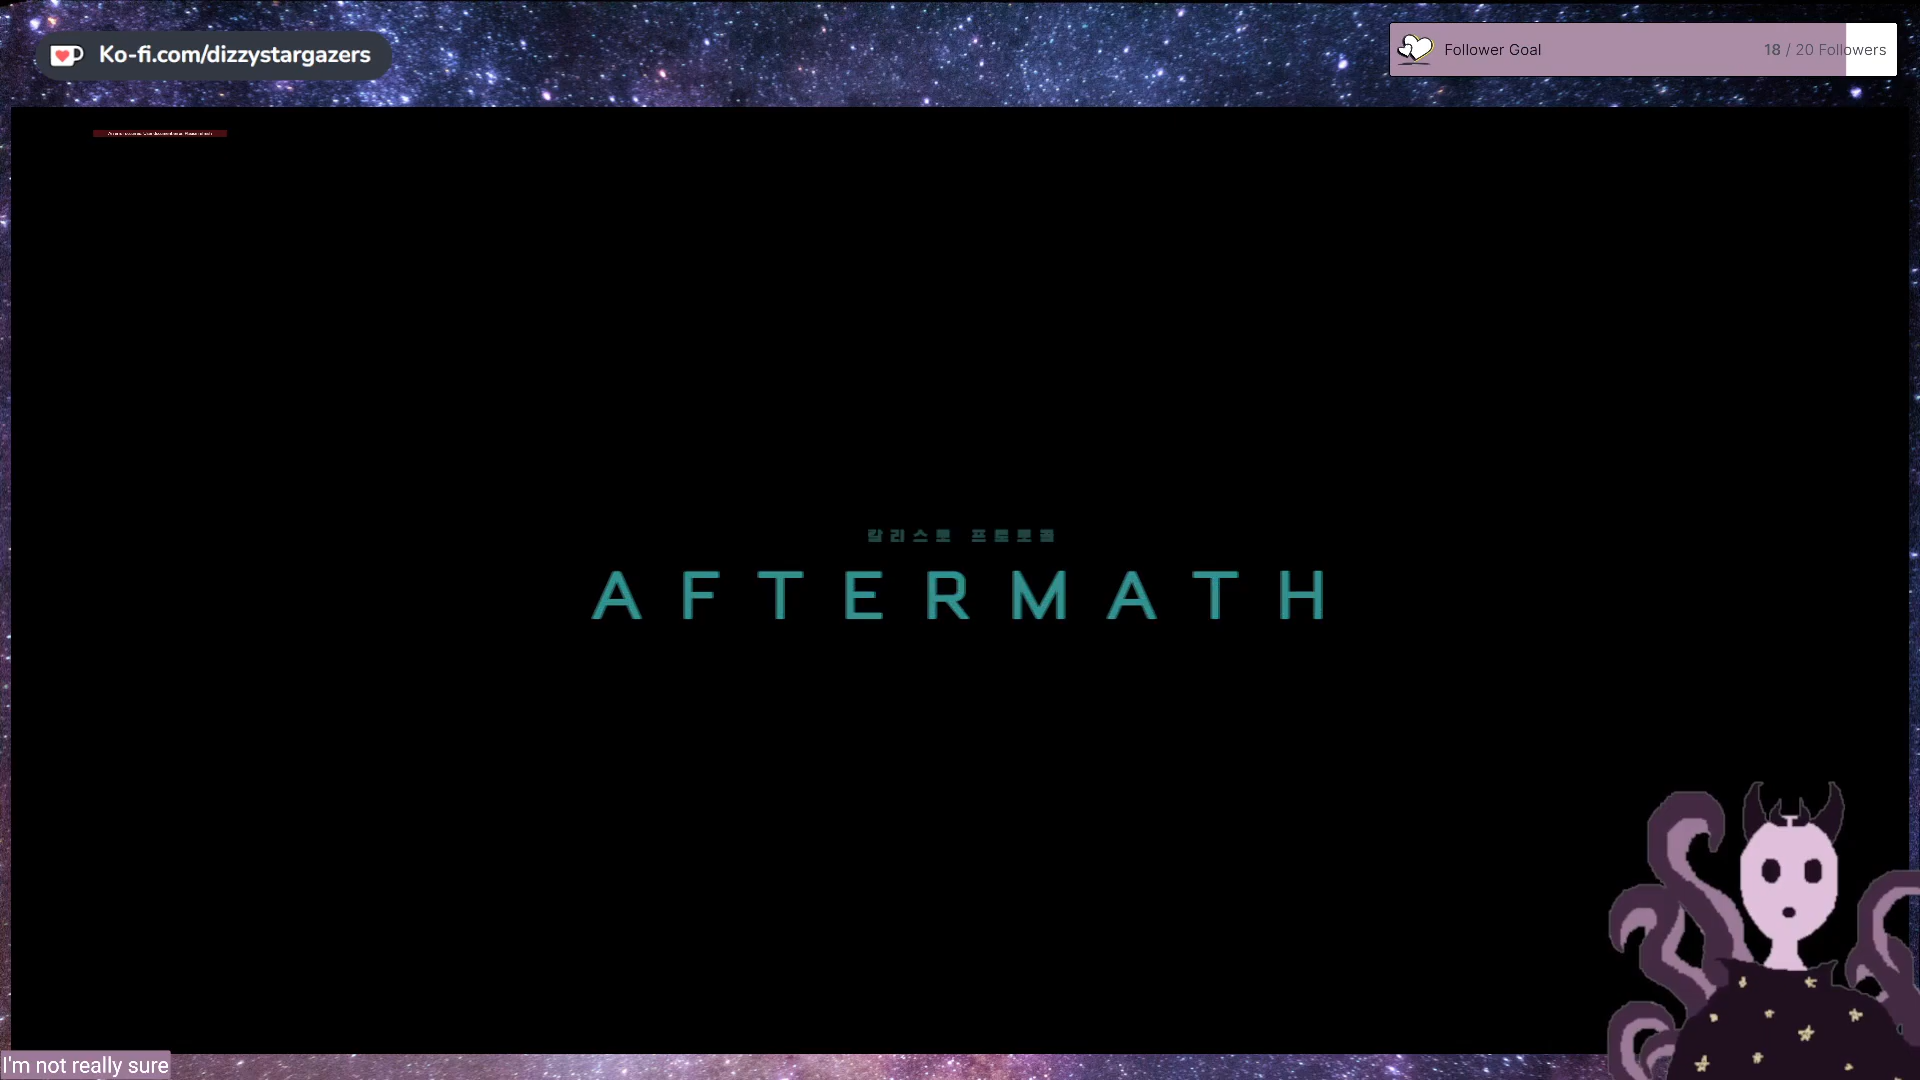 Ko-fi.com/dizzystargazers
Follower Goal
18 / 20 Followers
칼리스토 프로토콜
AFTERMATH
I'm not really sure